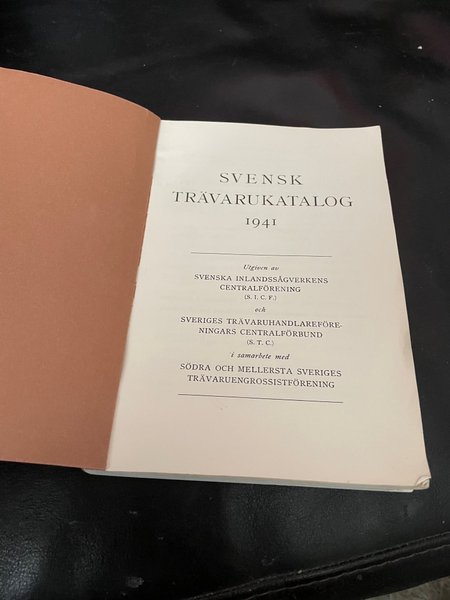 SVENSK
TRÄVARUKATALOG
1941
Utgiven av
SVENSKA INLANDSSÅGVERKENS
CENTRALFÖRENING
(S. I. C. F.)
och
SVERIGES TRÄVARUHANDLAREFÖRE-
NINGARS CENTRALFÖRBUND
(S. T. C.)
i samarbete med
SÖDRA OCH MELLERSTA SVERIGES
TRÄVARUENGROSSISTFÖRENING